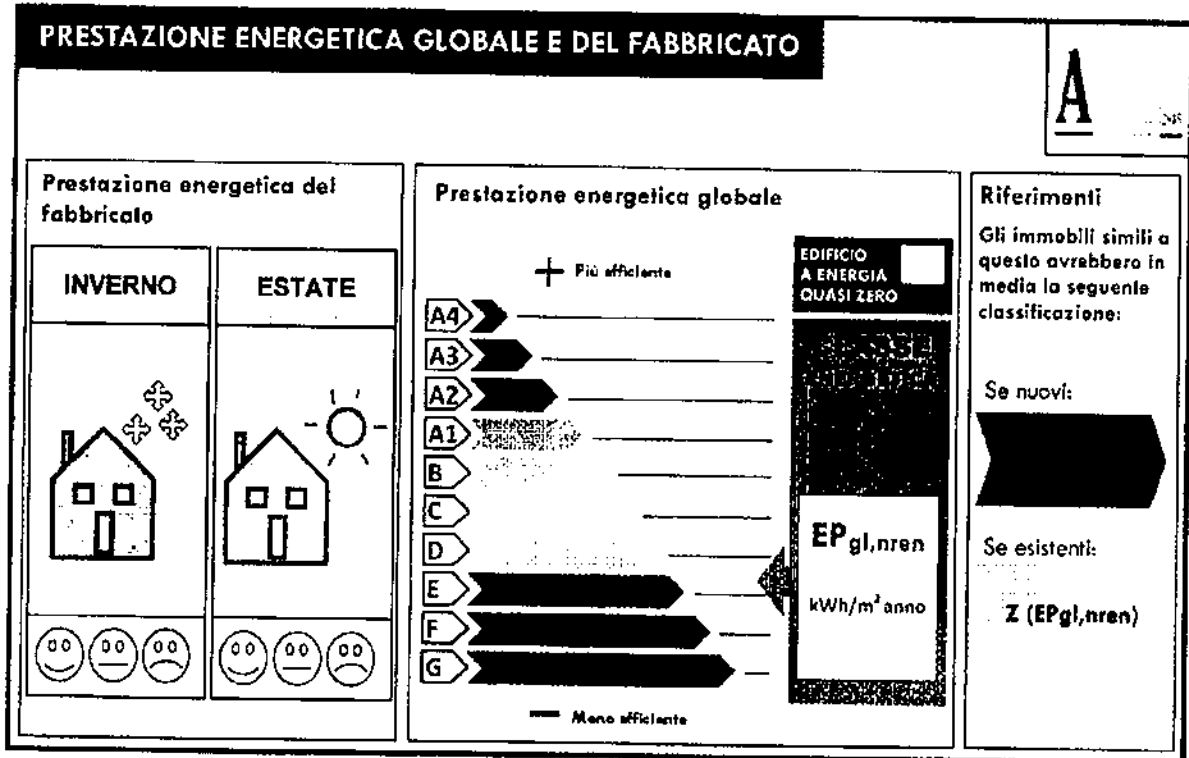 PRESTAZIONE ENERGETICA GLOBALE E DEL FABBRICATO
A
Prestazione energetica del
fabbricato
INVERNO
ESTATE
Prestazione energetica globale
Più efficiente
A4
A3
A2
A1
B
C
D
E
F
G
Meno efficiente
EDIFICIO
A ENERGIA
QUASI ZERO
EPgl,nren
kWh/m² anno
Riferimenti
Gli immobili simili a
questo avrebbero in
media la seguente
classificazione:
Se nuovi:
Se esistenti:
Z (EPgl,nren)